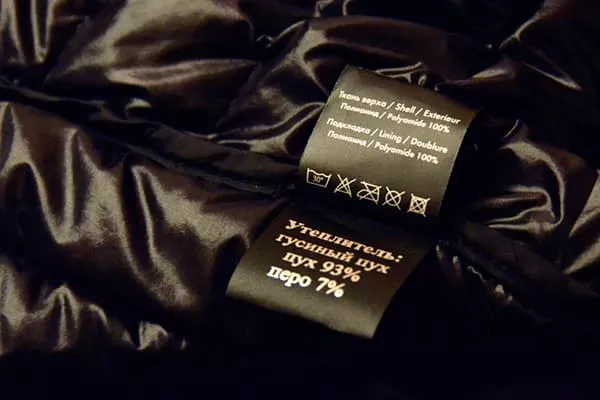 Ткань верха / Shell / Exterieur
Полиамид / Polyamide 100%
Подкладка / Lining / Doublure
Полиамид / Polyamide 100%
30°
Утеплитель:
гусиный пух
пух 93%
перо 7%